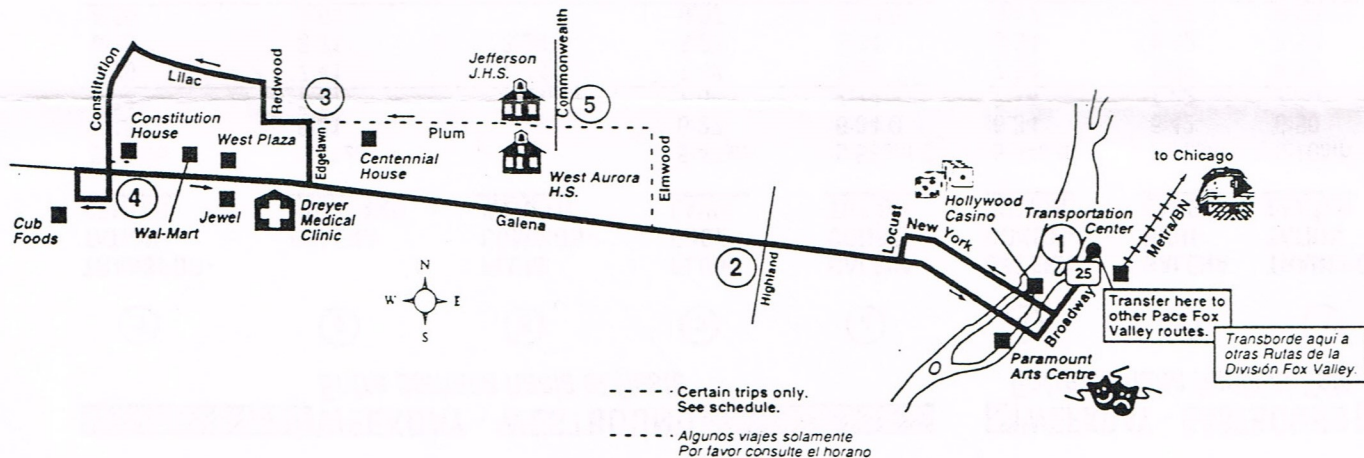 Constitution
Lilac
Redwood
3
Jefferson
J.H.S.
Commonwealth
5
Constitution
House
West Plaza
Edgelawn
Plum
Centennial
House
West Aurora
H.S.
Elmwood
4
Cub
Foods
Wal-Mart
Jewel
Dreyer
Medical
Clinic
Galena
2
Highland
Locust
New York
Hollywood
Casino
Transportation
Center
1
25
Broadway
Metra/BN
to Chicago
Transfer here to
other Pace Fox
Valley routes.
Transborde aqui a
otras Rutas de la
División Fox Valley.
Paramount
Arts Centre
N
W
E
S
Certain trips only.
See schedule.
Algunos viajes solamente
Por favor consulte el horano